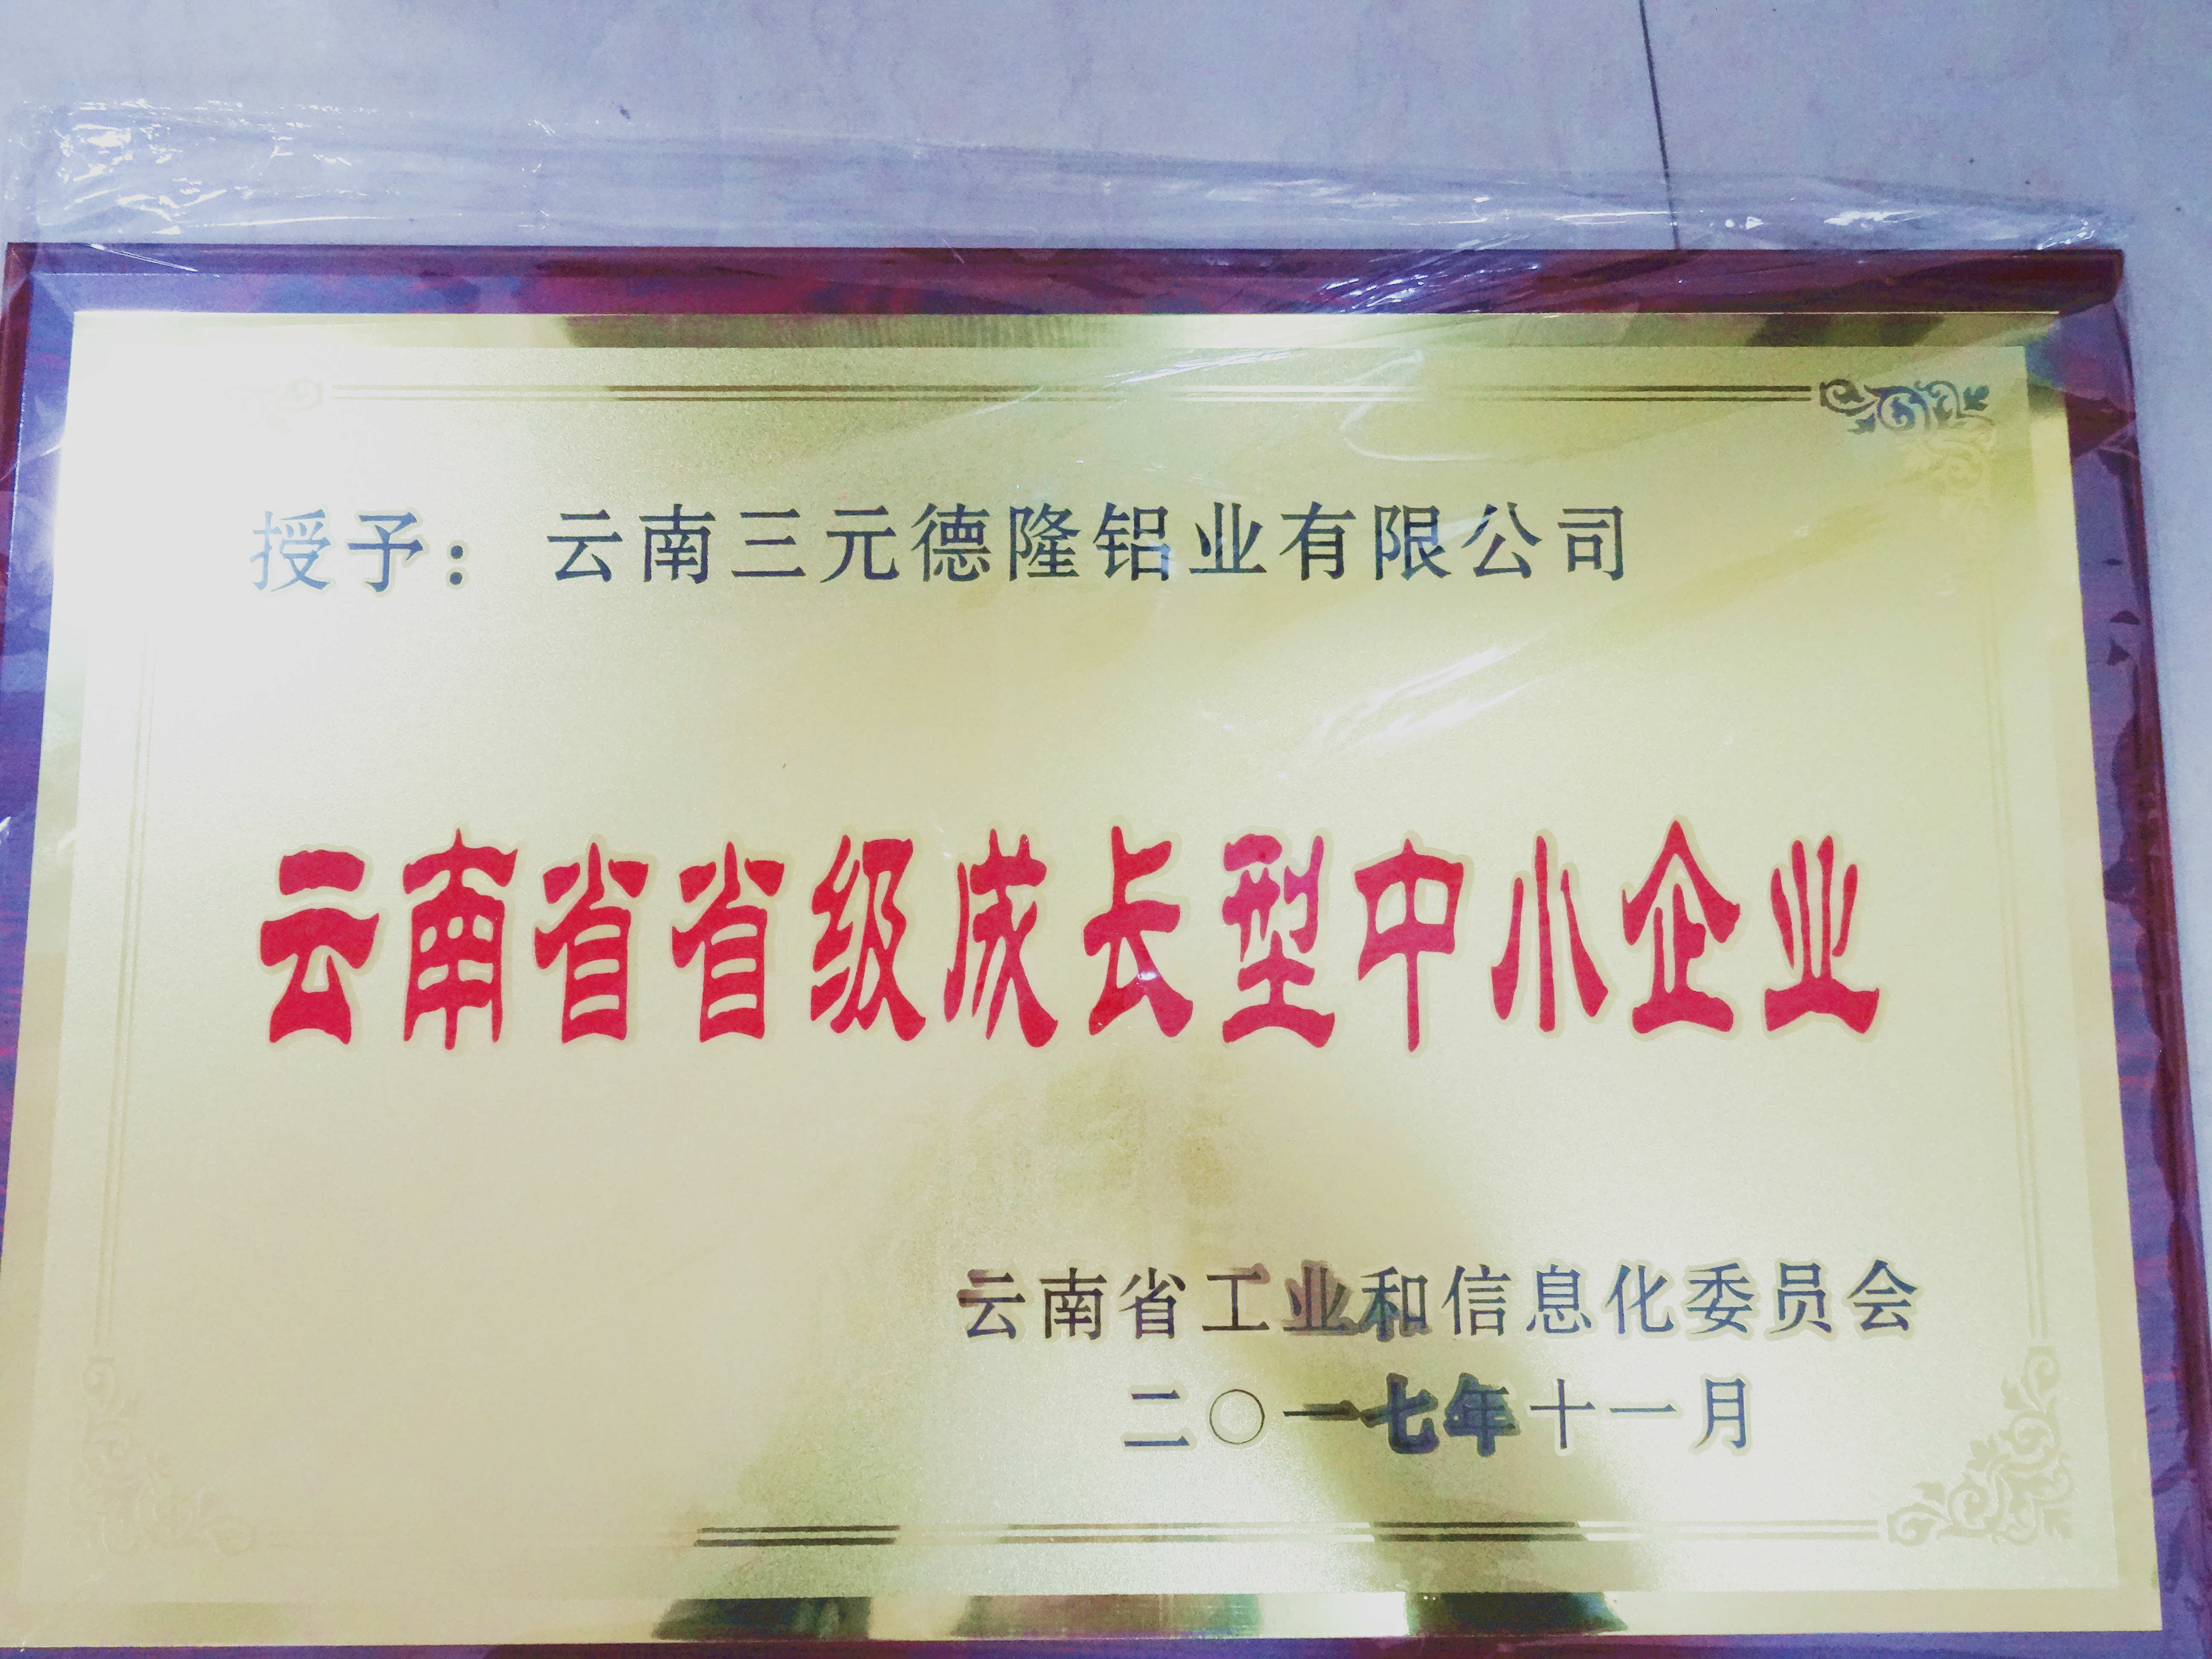 授予：云南三元德隆铝业有限公司
云南省省级成长型中小企业
云南省工业和信息化委员会
二〇一七年十一月